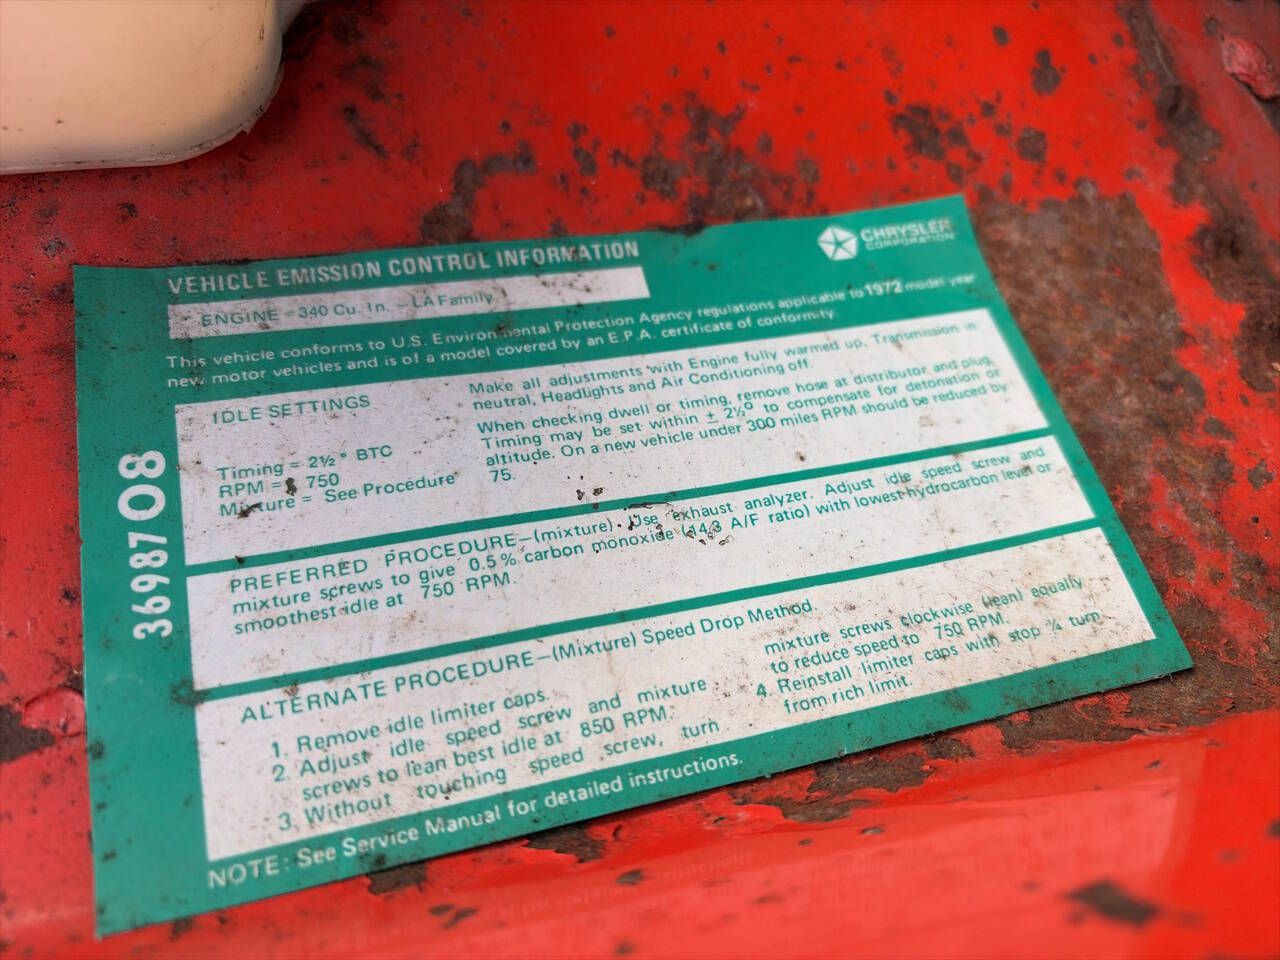 CHRYSLER
CORPORATION
VEHICLE EMISSION CONTROL INFORMATION
ENGINE – 340 Cu. In. – LA Family
This vehicle conforms to U.S. Environmental Protection Agency regulations applicable to 1972 model year
new motor vehicles and is of a model covered by an E.P.A. certificate of conformity.
IDLE SETTINGS
Timing = 2½° BTC
RPM = 750
Mixture = See Procedure
Make all adjustments with Engine fully warmed up, Transmission in
neutral, Headlights and Air Conditioning off.
When checking dwell or timing, remove hose at distributor and plug.
Timing may be set within ± 2½° to compensate for detonation or
altitude. On a new vehicle under 300 miles RPM should be reduced by
75.
PREFERRED PROCEDURE–(mixture). Use exhaust analyzer. Adjust idle speed screw and
mixture screws to give 0.5% carbon monoxide (14.3 A/F ratio) with lowest hydrocarbon level or
smoothest idle at 750 RPM.
ALTERNATE PROCEDURE–(Mixture) Speed Drop Method
1. Remove idle limiter caps.
2. Adjust idle speed screw and mixture
screws to lean best idle at 850 RPM.
3. Without touching speed screw, turn
mixture screws clockwise (lean) equally
to reduce speed to 750 RPM.
4. Reinstall limiter caps with stop ¼ turn
from rich limit.
NOTE: See Service Manual for detailed instructions.
3698708